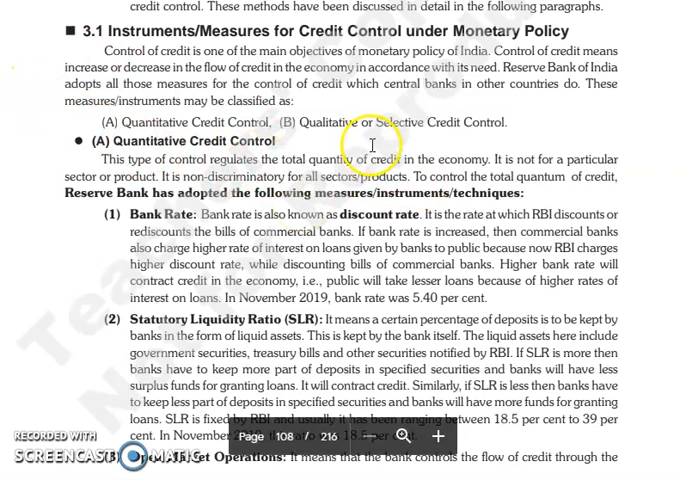 credit control. These methods have been discussed in detail in the following paragraphs.
■ 3.1 Instruments/Measures for Credit Control under Monetary Policy
Control of credit is one of the main objectives of monetary policy of India. Control of credit means
increase or decrease in the flow of credit in the economy in accordance with its need. Reserve Bank of India
adopts all those measures for the control of credit which central banks in other countries do. These
measures/instruments may be classified as:
(A) Quantitative Credit Control, (B) Qualitative or Selective Credit Control.
● (A) Quantitative Credit Control
This type of control regulates the total quantity of credit in the economy. It is not for a particular
sector or product. It is non-discriminatory for all sectors/products. To control the total quantum of credit,
Reserve Bank has adopted the following measures/instruments/techniques:
(1) Bank Rate: Bank rate is also known as discount rate. It is the rate at which RBI discounts or
rediscounts the bills of commercial banks. If bank rate is increased, then commercial banks
also charge higher rate of interest on loans given by banks to public because now RBI charges
higher discount rate, while discounting bills of commercial banks. Higher bank rate will
contract credit in the economy, i.e., public will take lesser loans because of higher rates of
interest on loans. In November 2019, bank rate was 5.40 per cent.
(2) Statutory Liquidity Ratio (SLR): It means a certain percentage of deposits is to be kept by
banks in the form of liquid assets. This is kept by the bank itself. The liquid assets here include
government securities, treasury bills and other securities notified by RBI. If SLR is more then
banks have to keep more part of deposits in specified securities and banks will have less
surplus funds for granting loans. It will contract credit. Similarly, if SLR is less then banks have
to keep less part of deposits in specified securities and banks will have more funds for granting
loans. SLR is fixed by RBI and usually it has been ranging between 18.5 per cent to 39 per
cent. In November 18.5 per cent
Page 108 / 216 — +
Open Market Operations: It means that the bank controls the flow of credit through the
RECORDED WITH
SCREENCAST MATIC
Teachers'
Not for